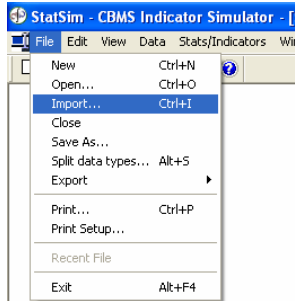 StatSim - CBMS Indicator Simulator - [
File Edit View Data Stats/Indicators Wi
New Ctrl+N
Open... Ctrl+O
Import... Ctrl+I
Close
Save As...
Split data types... Alt+S
Export
Print... Ctrl+P
Print Setup...
Recent File
Exit Alt+F4